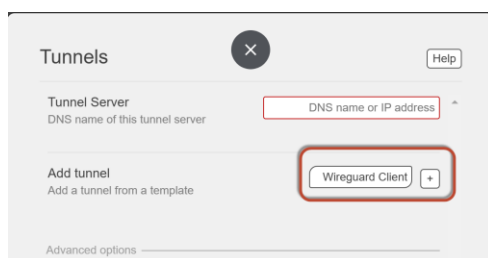 Tunnels
Help
Tunnel Server
DNS name of this tunnel server
DNS name or IP address
Add tunnel
Add a tunnel from a template
Wireguard Client
+
Advanced options